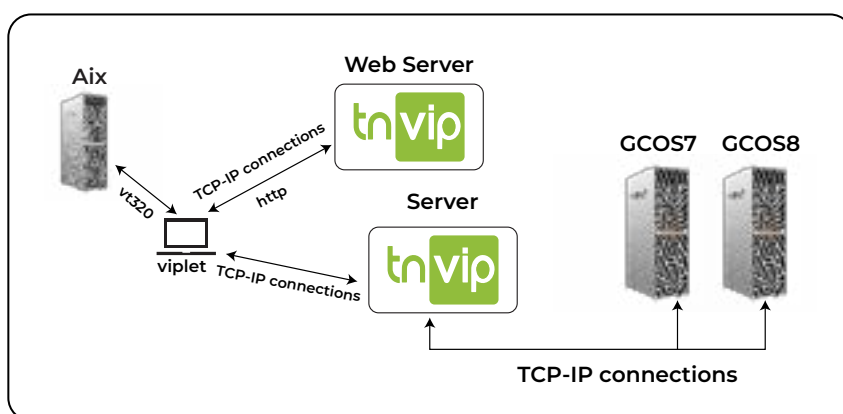 Web Server
Aix
tnvip
GCOS7
GCOS8
TCP-IP connections
http
vt320
Server
viplet
TCP-IP connections
tnvip
TCP-IP connections